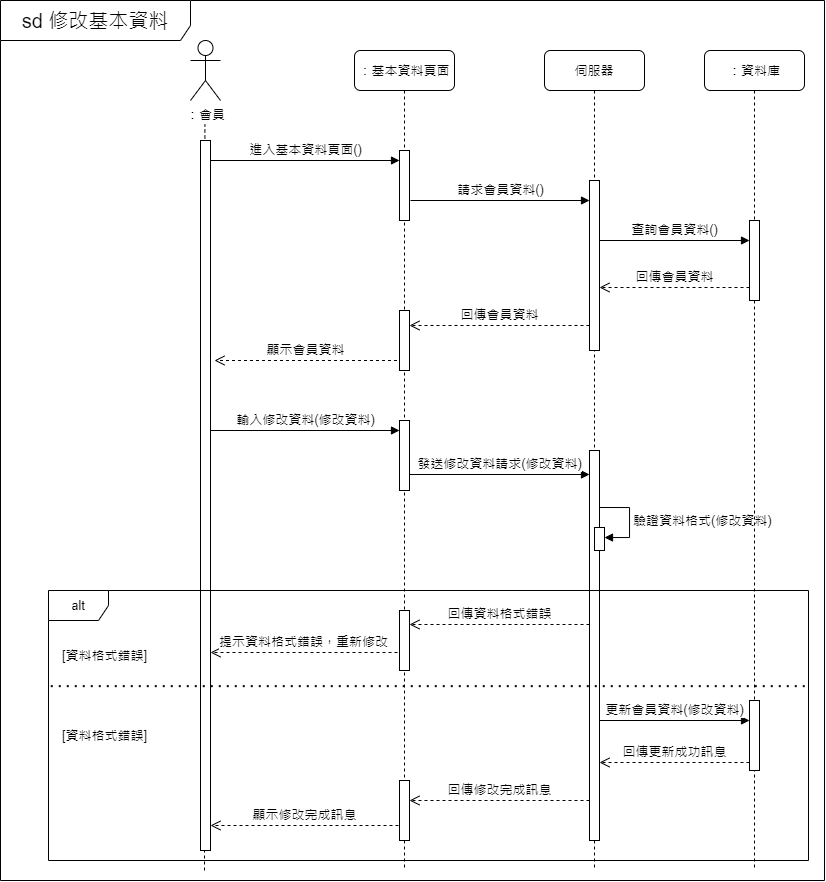 sd 修改基本資料
：會員
：基本資料頁面
伺服器
：資料庫
進入基本資料頁面()
請求會員資料()
查詢會員資料()
回傳會員資料
回傳會員資料
顯示會員資料
輸入修改資料(修改資料)
發送修改資料請求(修改資料)
驗證資料格式(修改資料)
alt
回傳資料格式錯誤
提示資料格式錯誤，重新修改
[資料格式錯誤]
更新會員資料(修改資料)
[資料格式錯誤]
回傳更新成功訊息
回傳修改完成訊息
顯示修改完成訊息